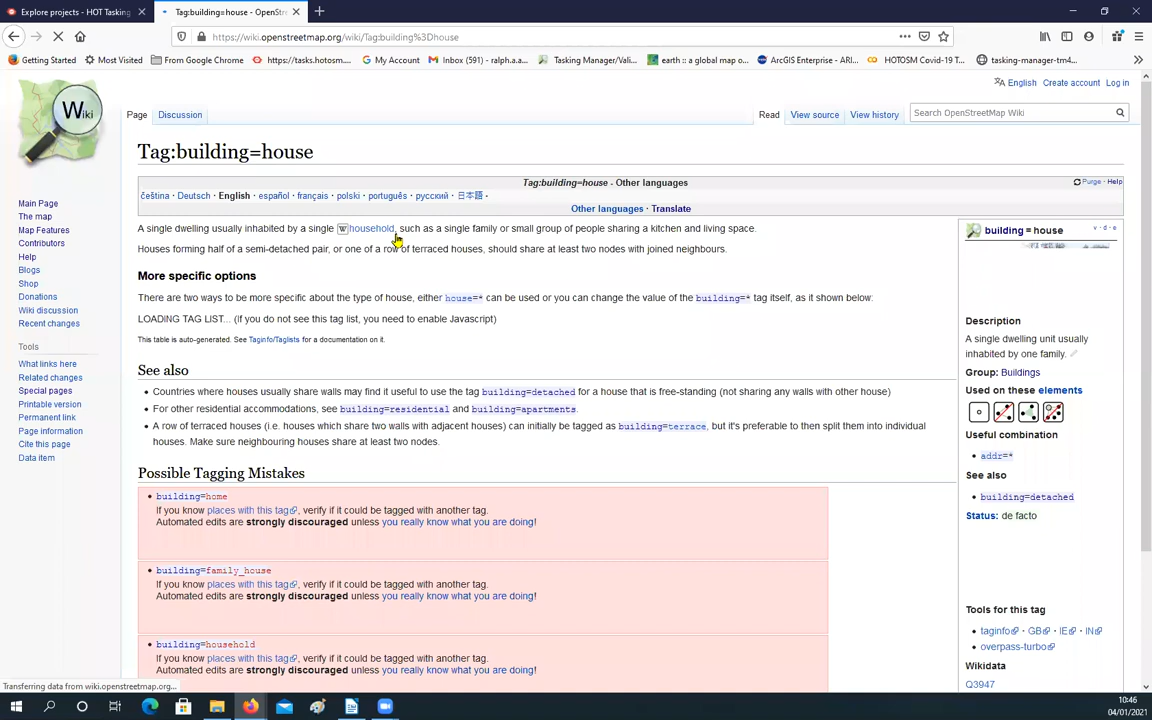 Explore projects - HOT Tasking
Tag:building=house - OpenStre
https://wiki.openstreetmap.org/wiki/Tag:building%3Dhouse
Getting Started
Most Visited
From Google Chrome
https://tasks.hotosm....
My Account
Inbox (591) - ralph.a.a...
Tasking Manager/Vali...
earth :: a global map o...
ArcGIS Enterprise - ARI...
HOTOSM Covid-19 T...
tasking-manager-tm4...
English Create account Log in
Wiki
Page Discussion
Read View source View history
Search OpenStreetMap Wiki
Tag:building=house
Tag:building=house - Other languages
Purge · Help
čeština · Deutsch · English · español · français · polski · português · русский · 日本語 ·
Other languages · Translate
A single dwelling usually inhabited by a single W household, such as a single family or small group of people sharing a kitchen and living space.
Houses forming half of a semi-detached pair, or one of a row of terraced houses, should share at least two nodes with joined neighbours.
More specific options
There are two ways to be more specific about the type of house, either house=* can be used or you can change the value of the building=* tag itself, as it shown below:
LOADING TAG LIST... (If you do not see this tag list, you need to enable Javascript)
This table is auto-generated. See Taginfo/Taglists for a documentation on it.
See also
Countries where houses usually share walls may find it useful to use the tag building=detached for a house that is free-standing (not sharing any walls with other house)
For other residential accommodations, see building=residential and building=apartments.
A row of terraced houses (i.e. houses which share two walls with adjacent houses) can initially be tagged as building=terrace, but it's preferable to then split them into individual
houses. Make sure neighbouring houses share at least two nodes.
Possible Tagging Mistakes
building=home
If you know places with this tag, verify if it could be tagged with another tag.
Automated edits are strongly discouraged unless you really know what you are doing!
building=family_house
If you know places with this tag, verify if it could be tagged with another tag.
Automated edits are strongly discouraged unless you really know what you are doing!
building=household
If you know places with this tag, verify if it could be tagged with another tag.
Automated edits are strongly discouraged unless you really know what you are doing!
Main Page
The map
Map Features
Contributors
Help
Blogs
Shop
Donations
Wiki discussion
Recent changes
Tools
What links here
Related changes
Special pages
Printable version
Permanent link
Page information
Cite this page
Data item
building = house
v · d · e
Description
A single dwelling unit usually
inhabited by one family.
Group: Buildings
Used on these elements
Useful combination
addr=*
See also
building=detached
Status: de facto
Tools for this tag
taginfo · GB · IE · IN
overpass-turbo
Wikidata
Q3947
Transferring data from wiki.openstreetmap.org...
10:46
04/01/2021